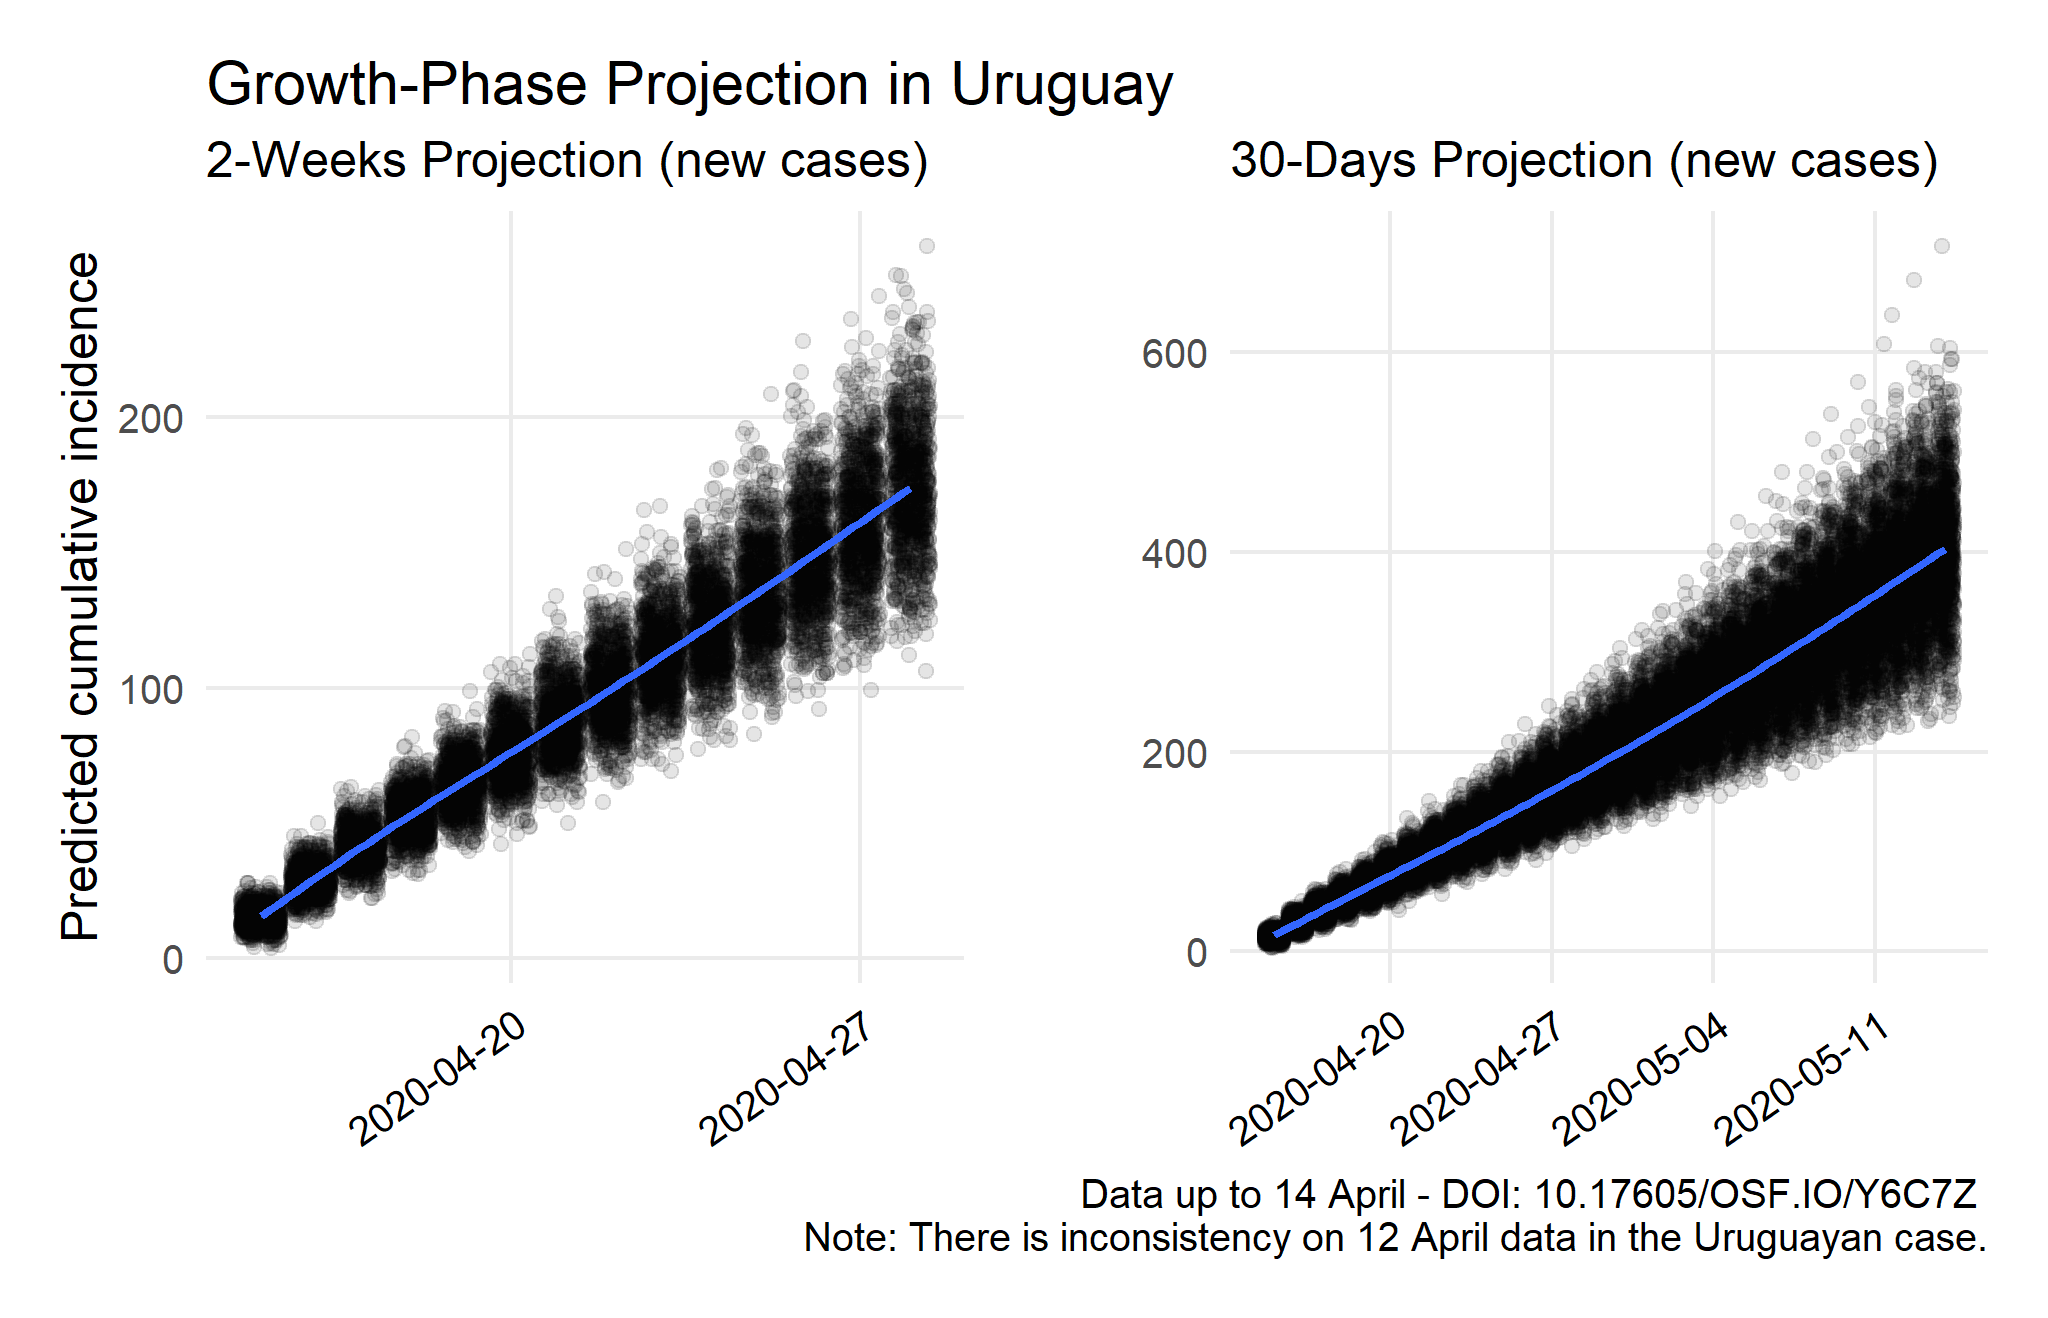 Growth-Phase Projection in Uruguay
2-Weeks Projection (new cases)
Predicted cumulative incidence
200
100
0
2020-04-20
2020-04-27
30-Days Projection (new cases)
600
400
200
0
2020-04-20
2020-04-27
2020-05-04
2020-05-11
Data up to 14 April - DOI: 10.17605/OSF.IO/Y6C7Z
Note: There is inconsistency on 12 April data in the Uruguayan case.